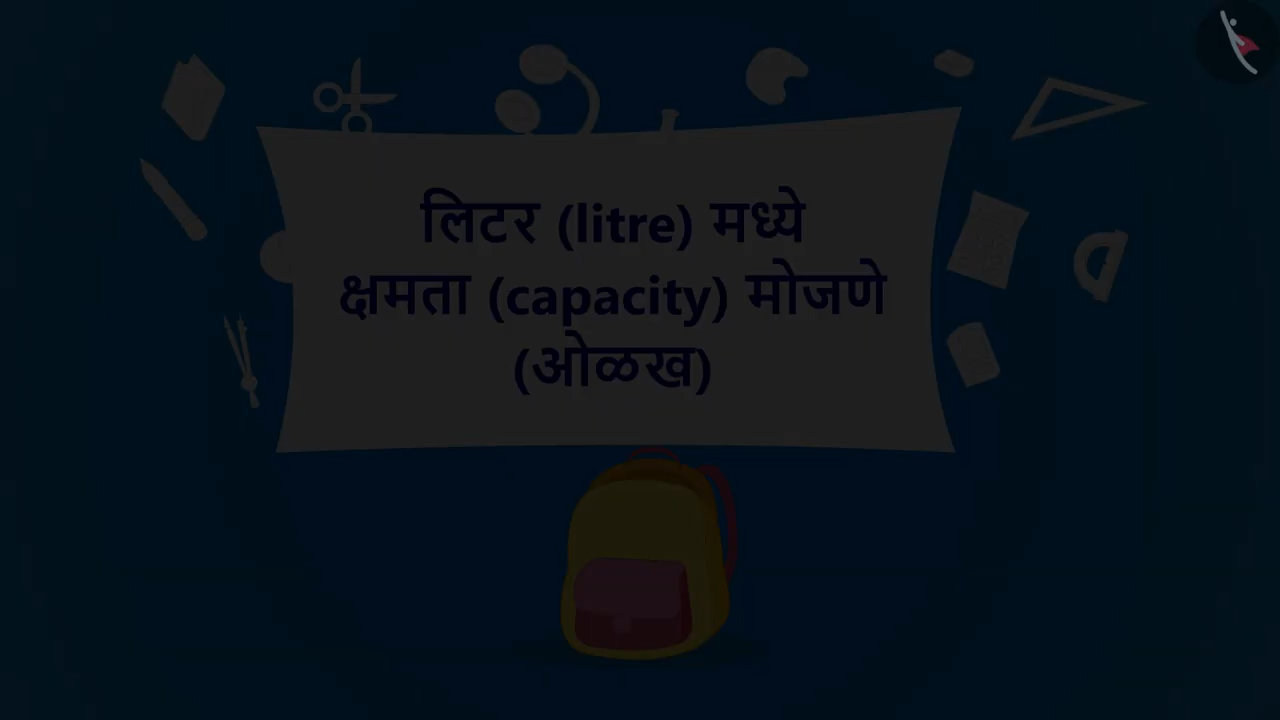 लिटर (litre) मध्ये
क्षमता (capacity) मोजणे
(ओळख)